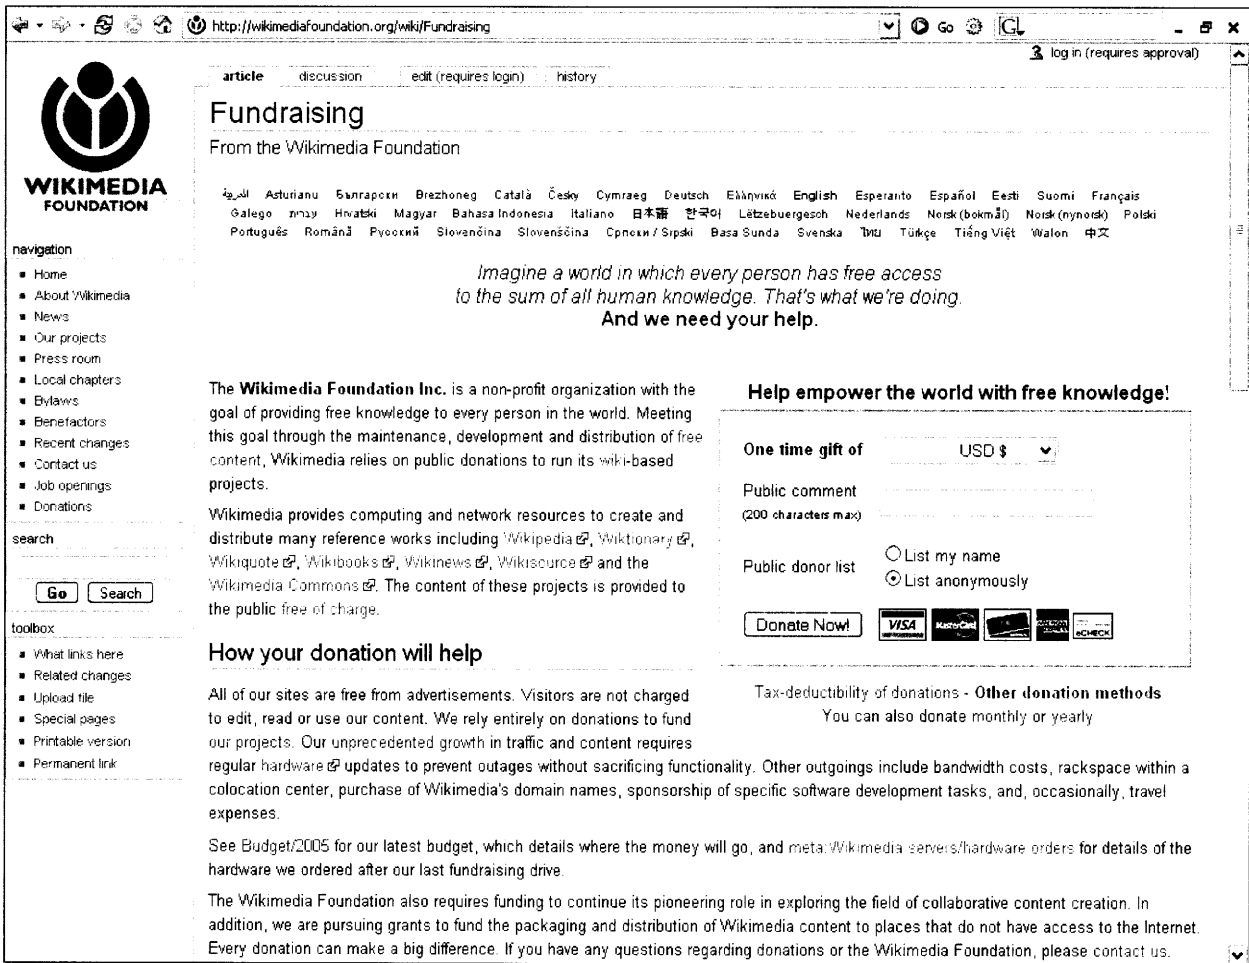 http://wikimediafoundation.org/wiki/Fundraising
Go
G
log in (requires approval)
article discussion edit (requires login) history
WIKIMEDIA
FOUNDATION
Fundraising
From the Wikimedia Foundation
العربية Asturianu Български Brezhoneg Català Česky Cymraeg Deutsch Ελληνικά English Esperanto Español Eesti Suomi Français
Galego עברית Hrvatski Magyar Bahasa Indonesia Italiano 日本語 한국어 Lëtzebuergesch Nederlands Norsk (bokmål) Norsk (nynorsk) Polski
Português Română Русский Slovenčina Slovenščina Српски / Srpski Basa Sunda Svenska ไทย Türkçe Tiếng Việt Walon 中文
Imagine a world in which every person has free access
to the sum of all human knowledge. That's what we're doing.
And we need your help.
navigation
Home
About Wikimedia
News
Our projects
Press room
Local chapters
Bylaws
Benefactors
Recent changes
Contact us
Job openings
Donations
search
Go Search
toolbox
What links here
Related changes
Upload file
Special pages
Printable version
Permanent link
The Wikimedia Foundation Inc. is a non-profit organization with the
goal of providing free knowledge to every person in the world. Meeting
this goal through the maintenance, development and distribution of free
content, Wikimedia relies on public donations to run its wiki-based
projects.
Wikimedia provides computing and network resources to create and
distribute many reference works including Wikipedia, Wiktionary,
Wikiquote, Wikibooks, Wikinews, Wikisource and the
Wikimedia Commons. The content of these projects is provided to
the public free of charge.
Help empower the world with free knowledge!
One time gift of USD $
Public comment
(200 characters max)
Public donor list
List my name
List anonymously
Donate Now! VISA MasterCard eCHECK
Tax-deductibility of donations - Other donation methods
You can also donate monthly or yearly
How your donation will help
All of our sites are free from advertisements. Visitors are not charged
to edit, read or use our content. We rely entirely on donations to fund
our projects. Our unprecedented growth in traffic and content requires
regular hardware updates to prevent outages without sacrificing functionality. Other outgoings include bandwidth costs, rackspace within a
colocation center, purchase of Wikimedia's domain names, sponsorship of specific software development tasks, and, occasionally, travel
expenses.
See Budget/2005 for our latest budget, which details where the money will go, and meta:Wikimedia servers/hardware orders for details of the
hardware we ordered after our last fundraising drive.
The Wikimedia Foundation also requires funding to continue its pioneering role in exploring the field of collaborative content creation. In
addition, we are pursuing grants to fund the packaging and distribution of Wikimedia content to places that do not have access to the Internet.
Every donation can make a big difference. If you have any questions regarding donations or the Wikimedia Foundation, please contact us.